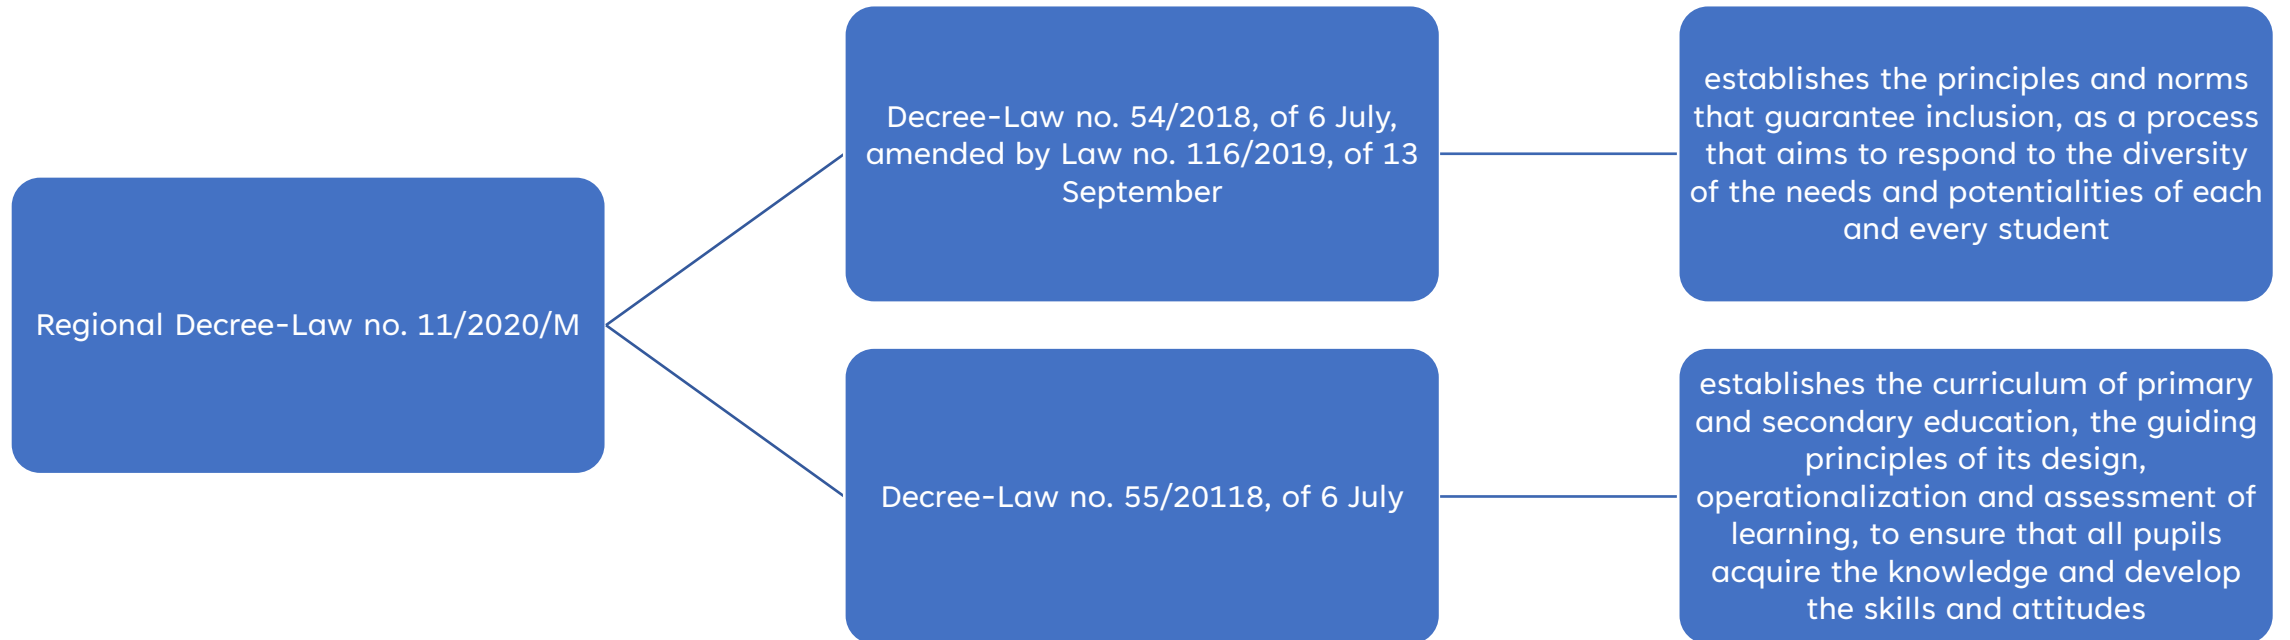 Regional Decree-Law no. 11/2020/M
Decree-Law no. 54/2018, of 6 July,
amended by Law no. 116/2019, of 13
September
establishes the principles and norms
that guarantee inclusion, as a process
that aims to respond to the diversity
of the needs and potentialities of each
and every student
Decree-Law no. 55/20118, of 6 July
establishes the curriculum of primary
and secondary education, the guiding
principles of its design,
operationalization and assessment of
learning, to ensure that all pupils
acquire the knowledge and develop
the skills and attitudes